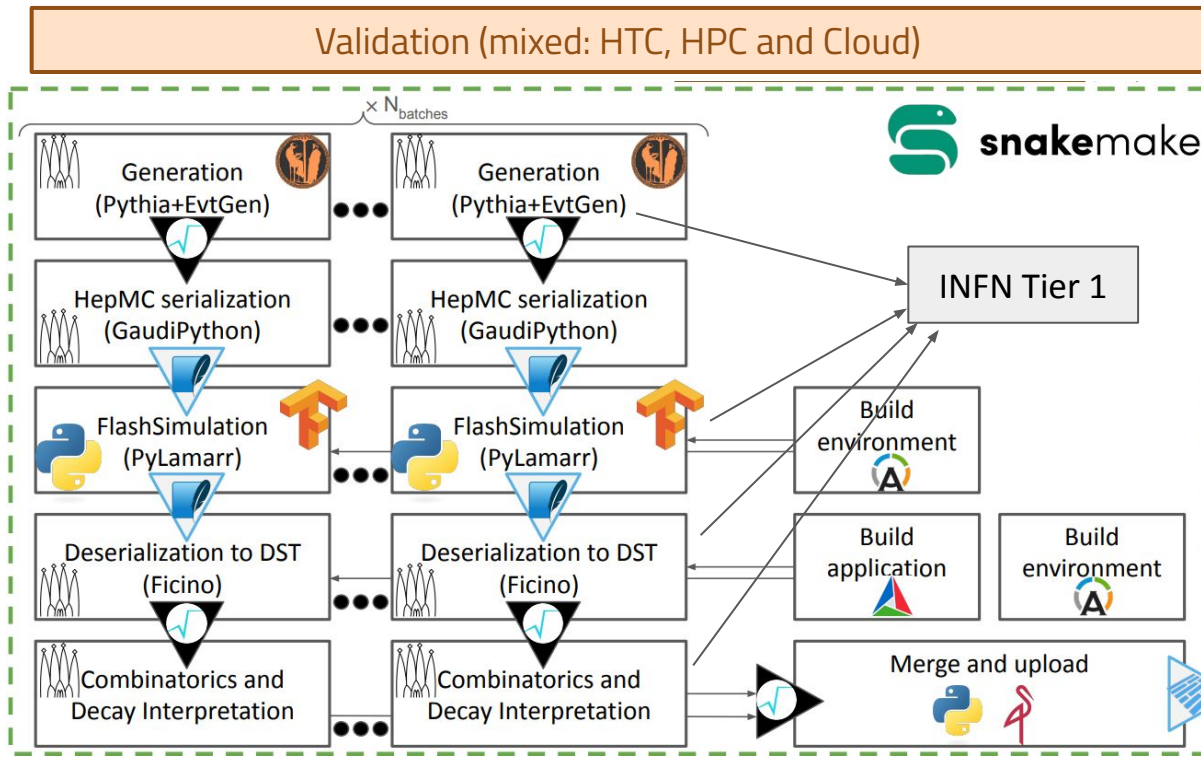 Validation (mixed: HTC, HPC and Cloud)
× Nbatches
snakemake
Generation
(Pythia+EvtGen)
Generation
(Pythia+EvtGen)
INFN Tier 1
HepMC serialization
(GaudiPython)
HepMC serialization
(GaudiPython)
FlashSimulation
(PyLamarr)
FlashSimulation
(PyLamarr)
Build
environment
Deserialization to DST
(Ficino)
Deserialization to DST
(Ficino)
Build
application
Build
environment
Combinatorics and
Decay Interpretation
Combinatorics and
Decay Interpretation
Merge and upload